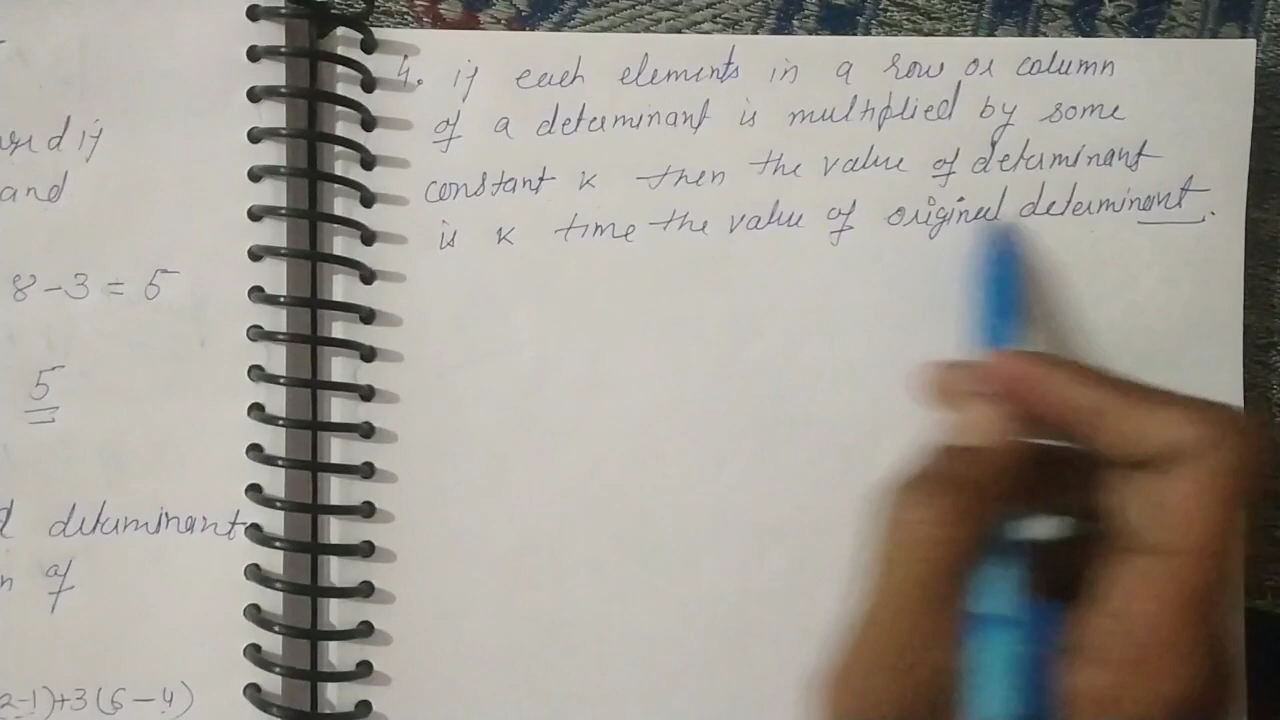 and
8-3 = 5
5
determinant
of
2-1)+3(6-4)
4. if each elements in a row or column
of a determinant is multiplied by some
constant K then the value of determinant
is K time the value of original determinant.